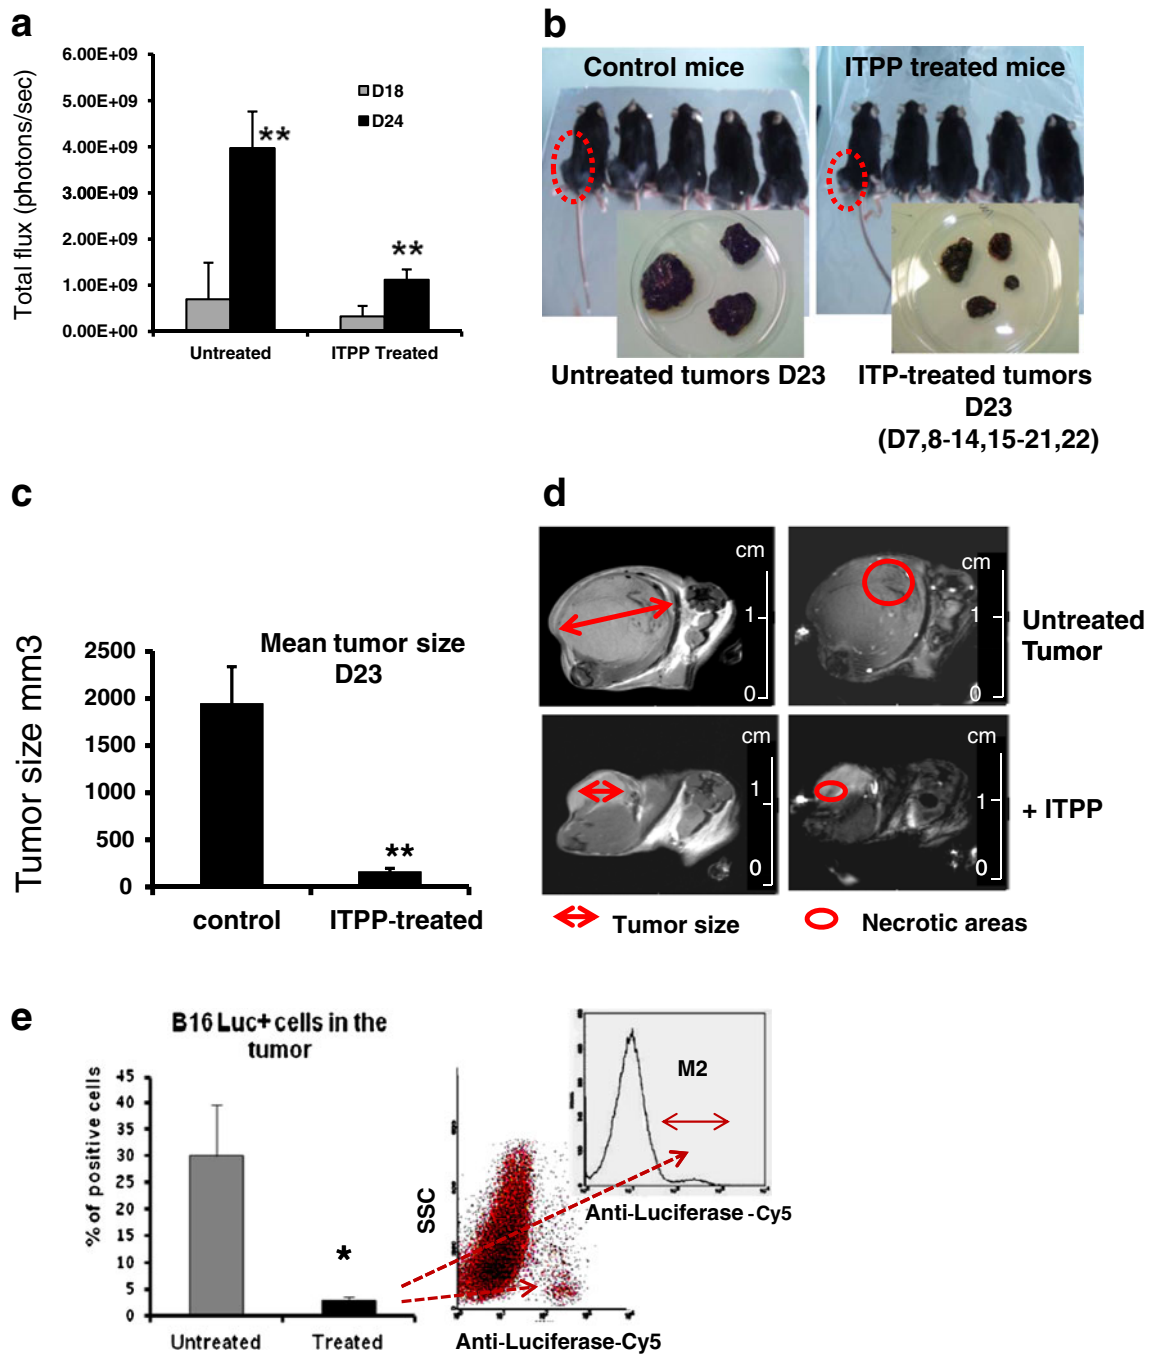 a
6.00E+09
5.00E+09
4.00E+09
3.00E+09
2.00E+09
1.00E+09
0.00E+00
Total flux (photons/sec)
D18
D24
**
**
Untreated
ITPP Treated
b
Control mice
ITPP treated mice
Untreated tumors D23
ITP-treated tumors
D23
(D7,8-14,15-21,22)
c
Mean tumor size
D23
Tumor size mm3
2500
2000
1500
1000
500
0
**
control
ITPP-treated
d
cm
1
0
cm
1
0
Untreated
Tumor
cm
1
0
cm
1
0
+ ITPP
Tumor size
Necrotic areas
e
B16 Luc+ cells in the
tumor
% of positive cells
45
40
35
30
25
20
15
10
5
0
*
Untreated
Treated
SSC
Anti-Luciferase-Cy5
M2
Anti-Luciferase -Cy5